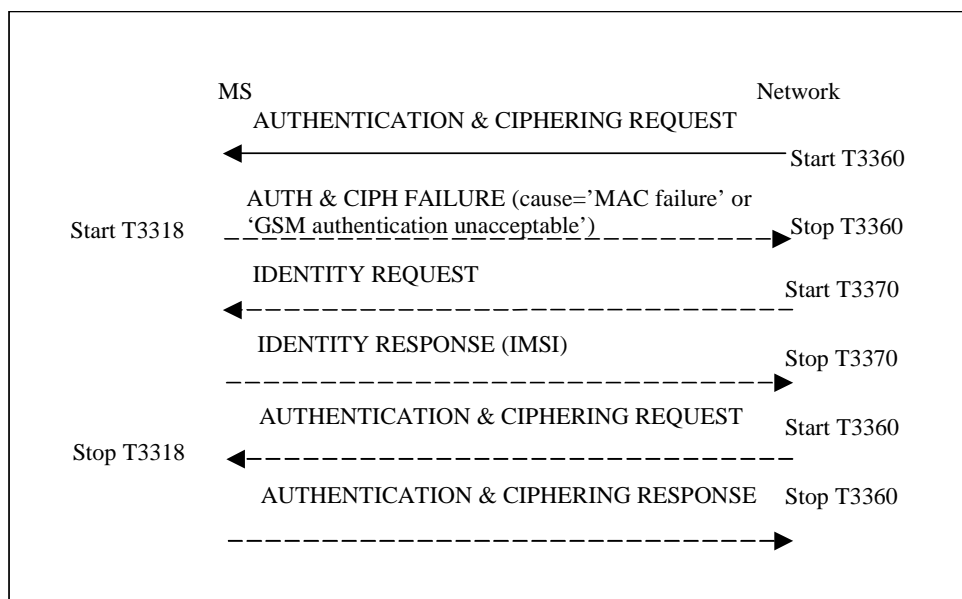 MS Network
AUTHENTICATION & CIPHERING REQUEST
Start T3360
AUTH & CIPH FAILURE (cause='MAC failure' or
‘GSM authentication unacceptable’)
Start T3318
Stop T3360
IDENTITY REQUEST
Start T3370
IDENTITY RESPONSE (IMSI)
Stop T3370
AUTHENTICATION & CIPHERING REQUEST
Start T3360
Stop T3318
AUTHENTICATION & CIPHERING RESPONSE
Stop T3360